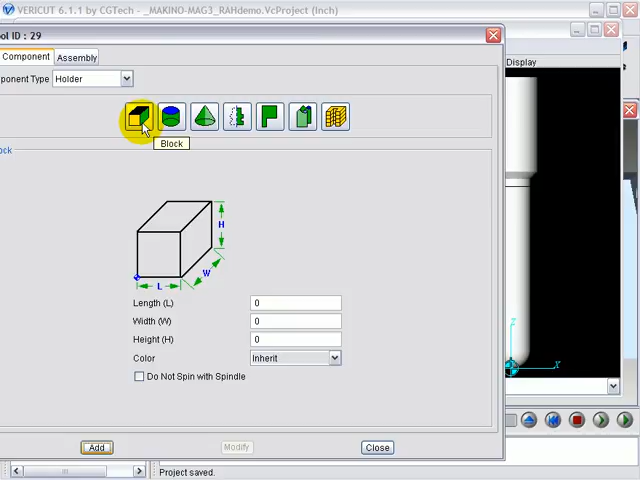 VERICUT 6.1.1 by CGTech - _MAKINO-MAG3_RAHdemo.VcProject (Inch)
ool ID : 29
Component Assembly
ponent Type Holder
Display
Block
ock
H
W
L
Length (L) 0
Width (W) 0
Height (H) 0
Color Inherit
Do Not Spin with Spindle
Z
X
Add Modify Close
Project saved.